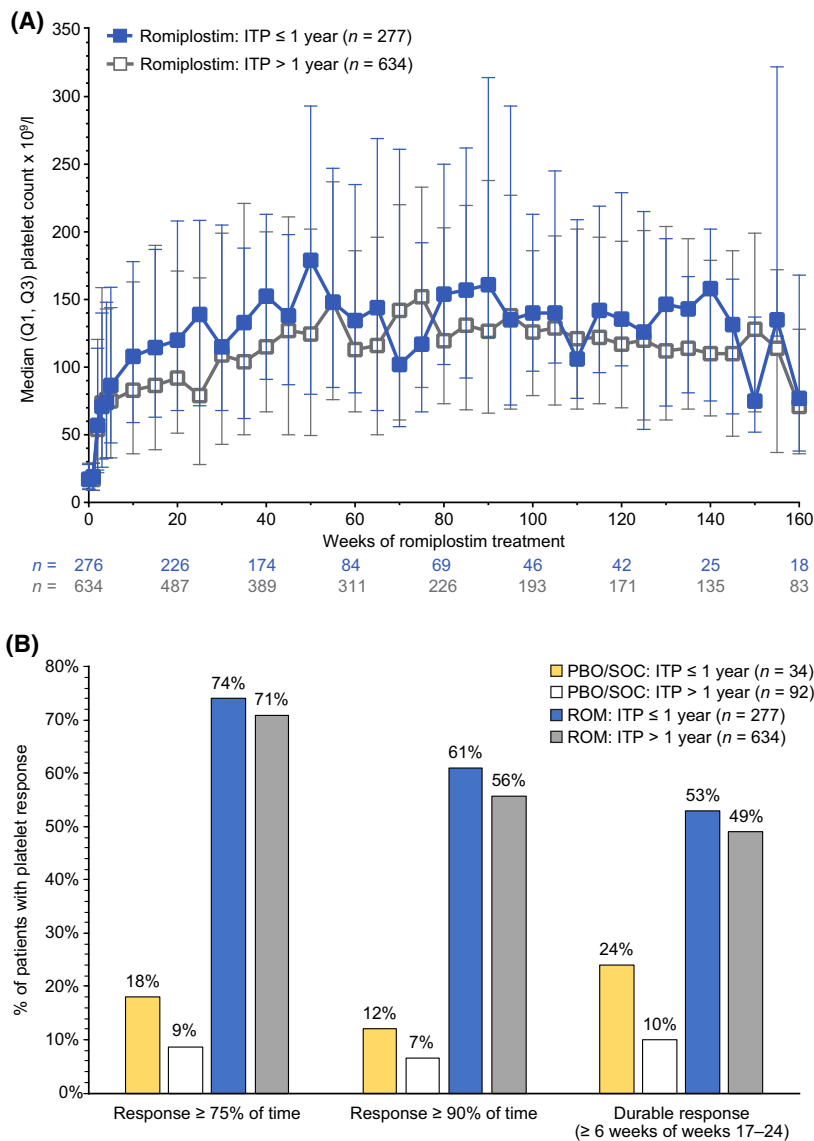 (A)
350
300
250
200
150
100
50
0
Median (Q1, Q3) platelet count x 10⁹/l
Romiplostim: ITP ≤ 1 year (n = 277)
Romiplostim: ITP > 1 year (n = 634)
0 20 40 60 80 100 120 140 160
Weeks of romiplostim treatment
n = 276 226 174 84 69 46 42 25 18
n = 634 487 389 311 226 193 171 135 83
(B)
80%
70%
60%
50%
40%
30%
20%
10%
0%
% of patients with platelet response
PBO/SOC: ITP ≤ 1 year (n = 34)
PBO/SOC: ITP > 1 year (n = 92)
ROM: ITP ≤ 1 year (n = 277)
ROM: ITP > 1 year (n = 634)
18% 9% 74% 71%
12% 7% 61% 56%
24% 10% 53% 49%
Response ≥ 75% of time
Response ≥ 90% of time
Durable response
(≥ 6 weeks of weeks 17–24)